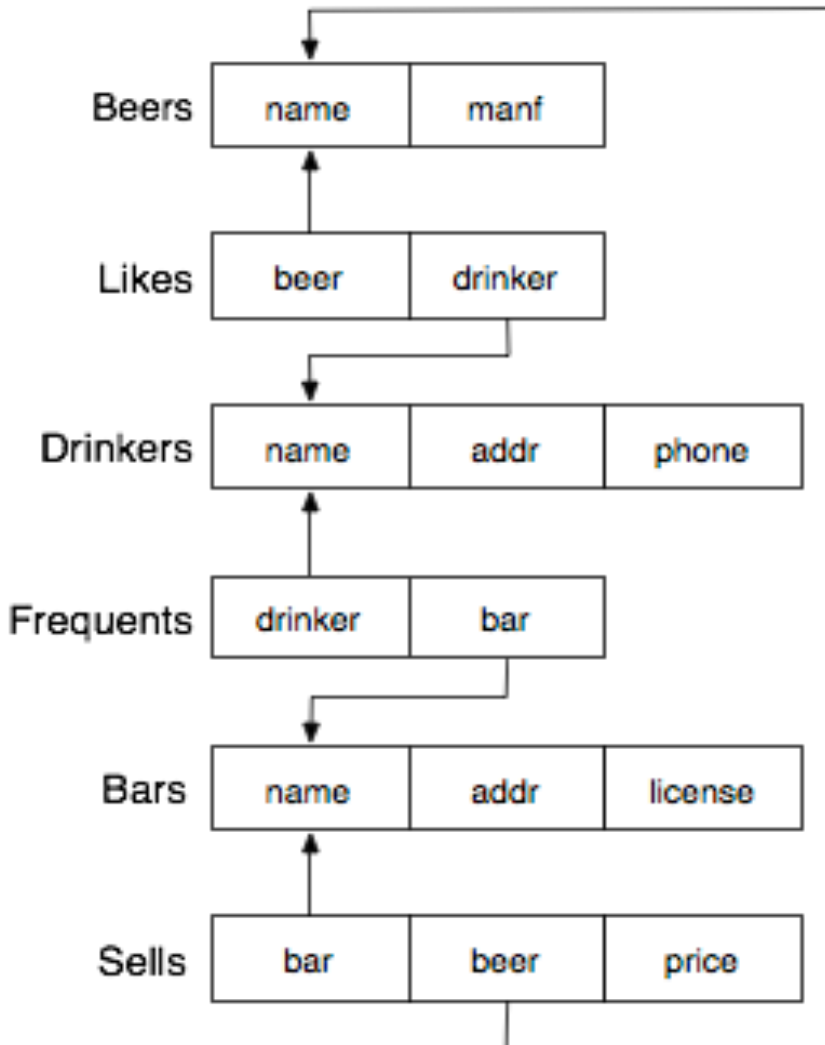 Beers name manf
Likes beer drinker
Drinkers name addr phone
Frequents drinker bar
Bars name addr license
Sells bar beer price